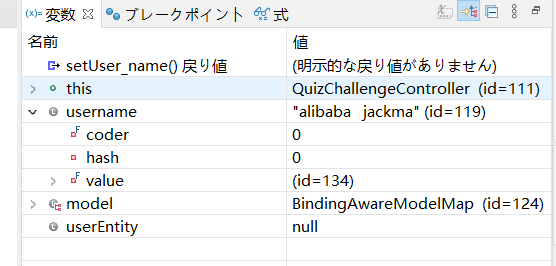 変数 ブレークポイント 式
名前 値
setUser_name() 戻り値 (明示的な戻り値がありません)
this QuizChallengeController (id=111)
username "alibaba   jackma" (id=119)
coder 0
hash 0
value (id=134)
model BindingAwareModelMap (id=124)
userEntity null